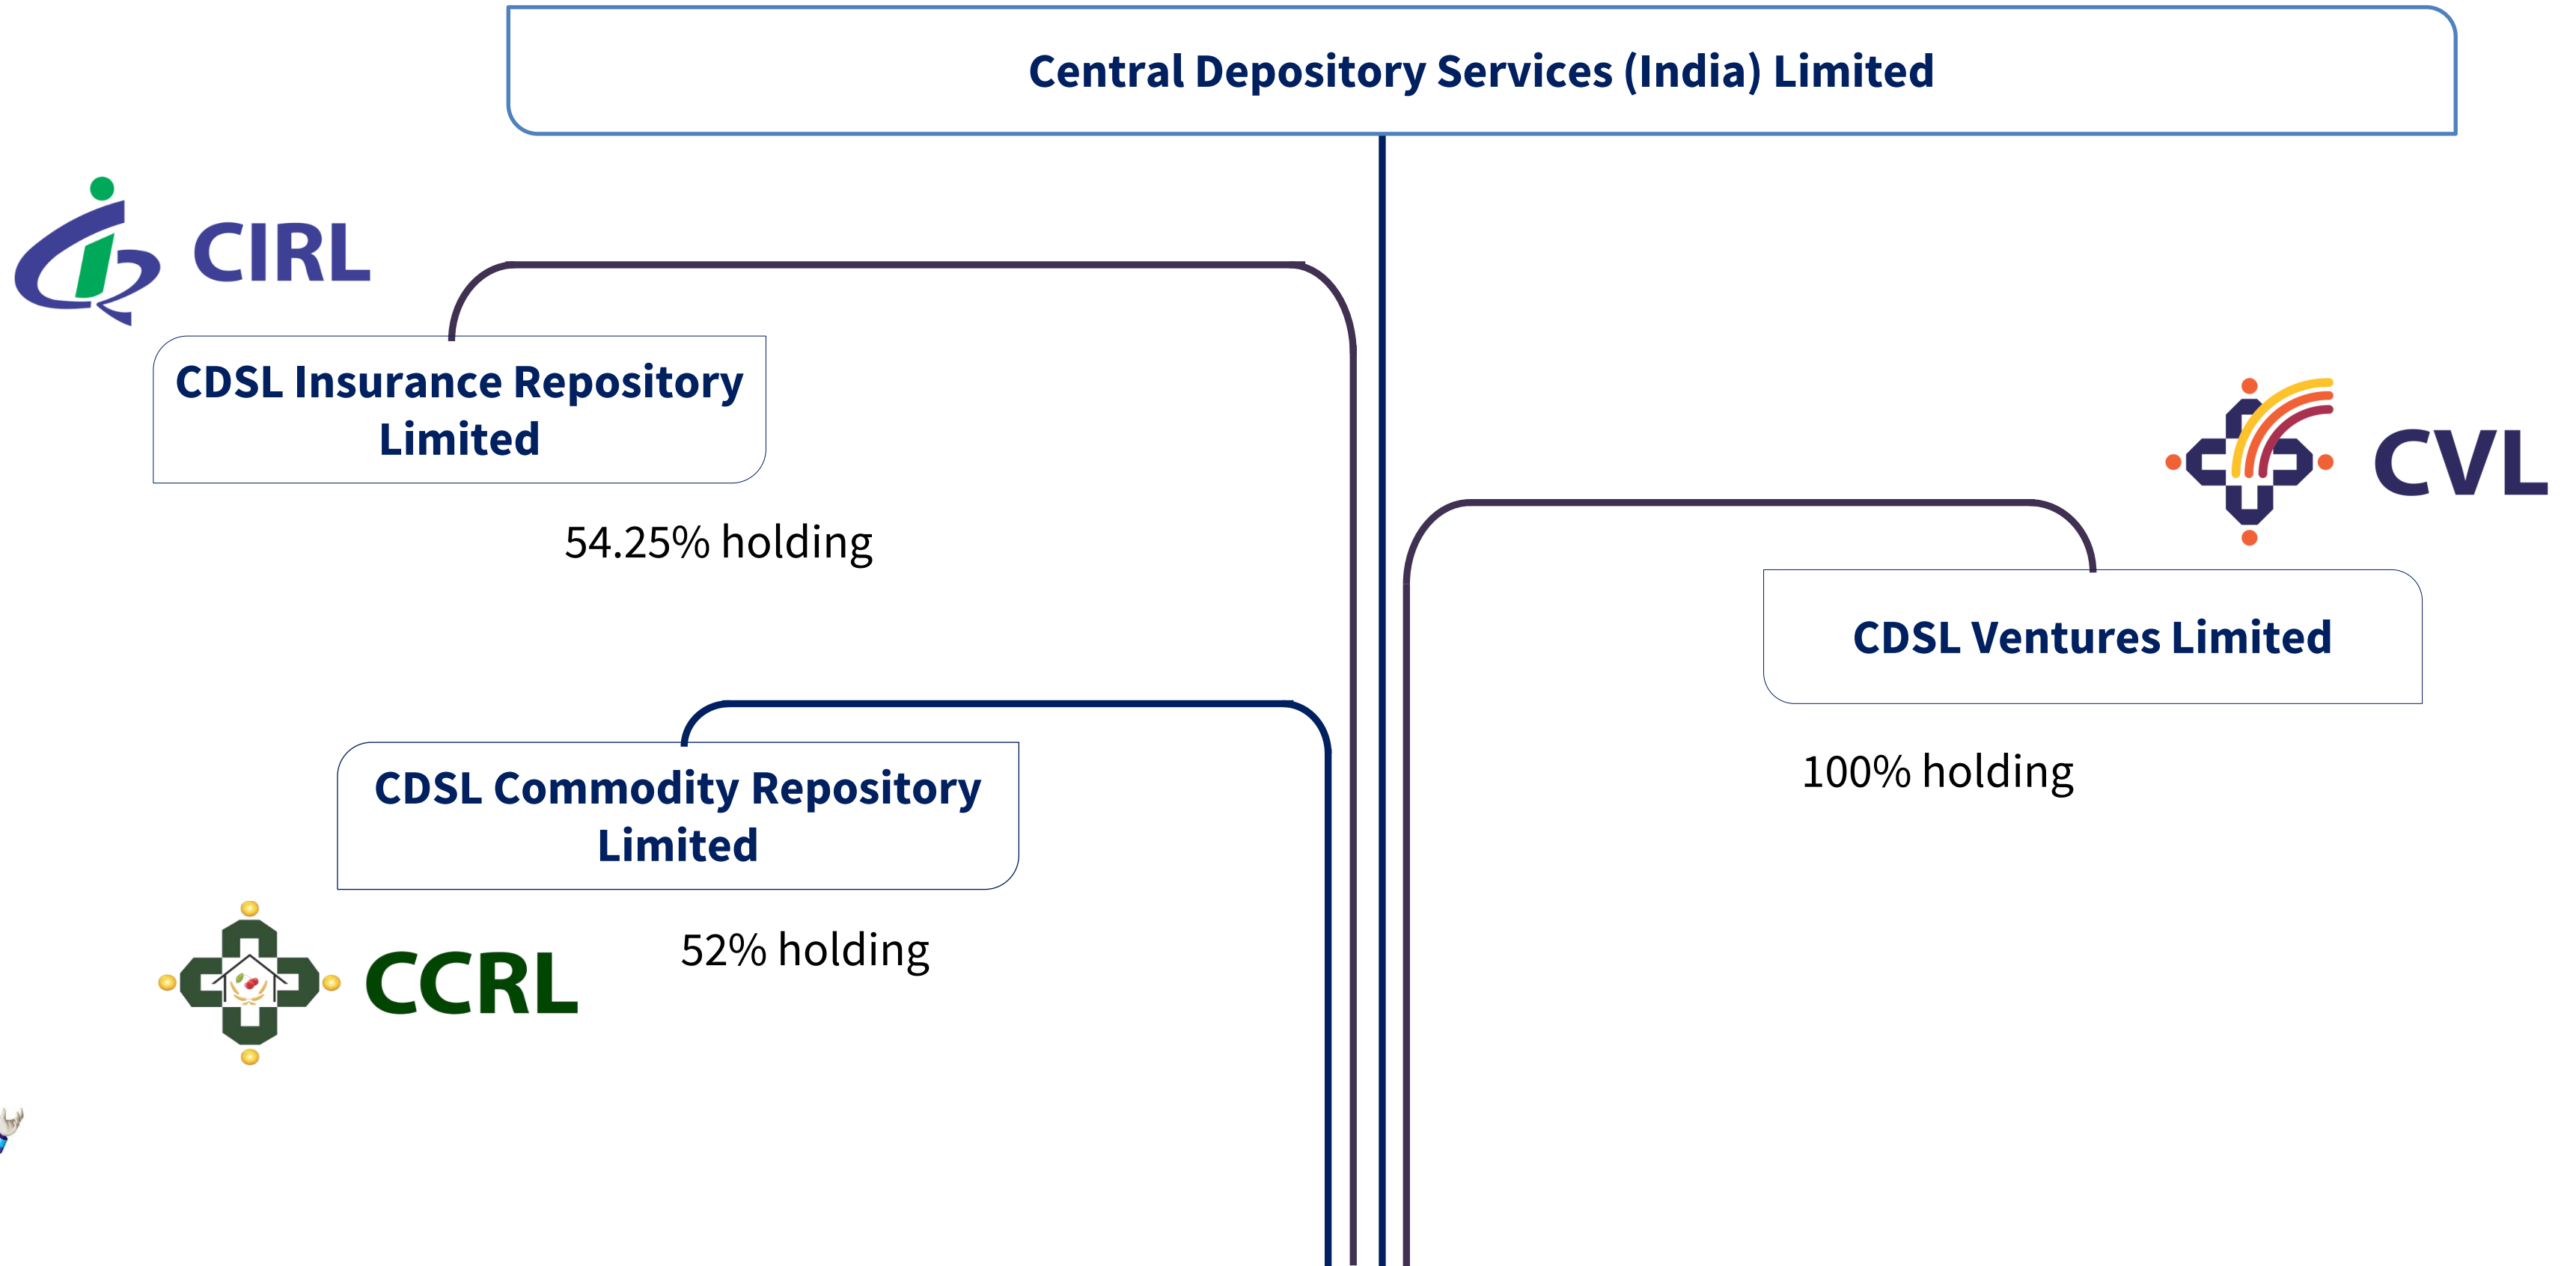 Central Depository Services (India) Limited
CIRL
CDSL Insurance Repository
Limited
54.25% holding
CVL
CDSL Ventures Limited
100% holding
CDSL Commodity Repository
Limited
52% holding
CCRL